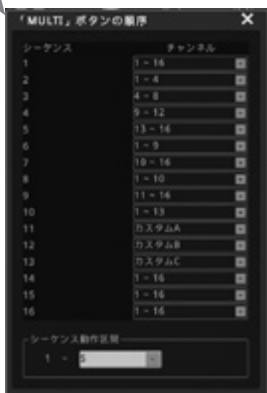 「MULTI」ボタンの順序 ×
シーケンス チャンネル
1 1 ~ 16
2 1 ~ 4
3 4 ~ 8
4 9 ~ 12
5 13 ~ 16
6 1 ~ 9
7 10 ~ 16
8 1 ~ 10
9 11 ~ 16
10 1 ~ 13
11 カスタムA
12 カスタムB
13 カスタムC
14 1 ~ 16
15 1 ~ 16
16 1 ~ 16
シーケンス動作区間
1 ~ 5